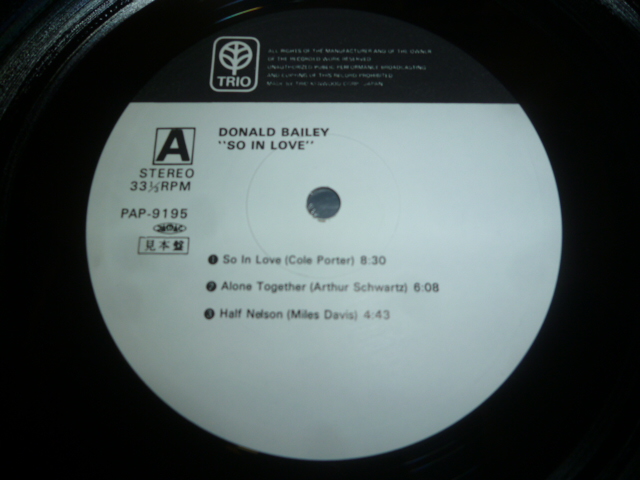 TRIO
ALL RIGHTS OF THE MANUFACTURER AND OF THE OWNER
OF THE RECORDED WORK RESERVED
UNAUTHORIZED PUBLIC PERFORMANCE BROADCASTING
AND COPYING OF THIS RECORD PROHIBITED
A
STEREO
33⅓RPM
PAP-9195
見本盤
DONALD BAILEY
"SO IN LOVE"
❶ So In Love (Cole Porter) 8:30
❷ Alone Together (Arthur Schwartz) 6:08
❸ Half Nelson (Miles Davis) 4:43